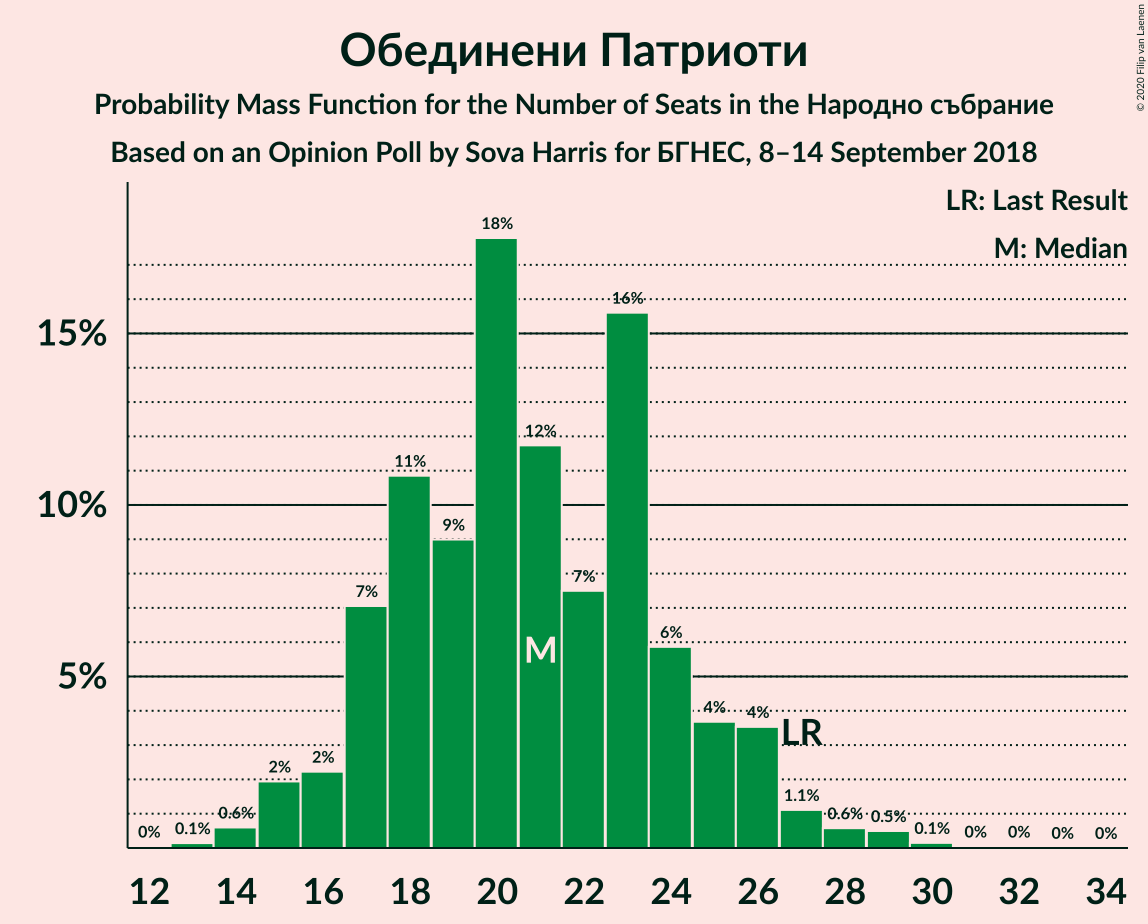 Обединени Патриоти
Probability Mass Function for the Number of Seats in the Народно събрание
Based on an Opinion Poll by Sova Harris for БГНЕС, 8–14 September 2018
© 2020 Filip van Laenen
LR: Last Result
M: Median
15%
10%
5%
0%
0.1%
0.6%
2%
2%
7%
11%
9%
18%
12%
7%
16%
6%
4%
4%
1.1%
0.6%
0.5%
0.1%
0%
0%
0%
0%
M
LR
12 14 16 18 20 22 24 26 28 30 32 34